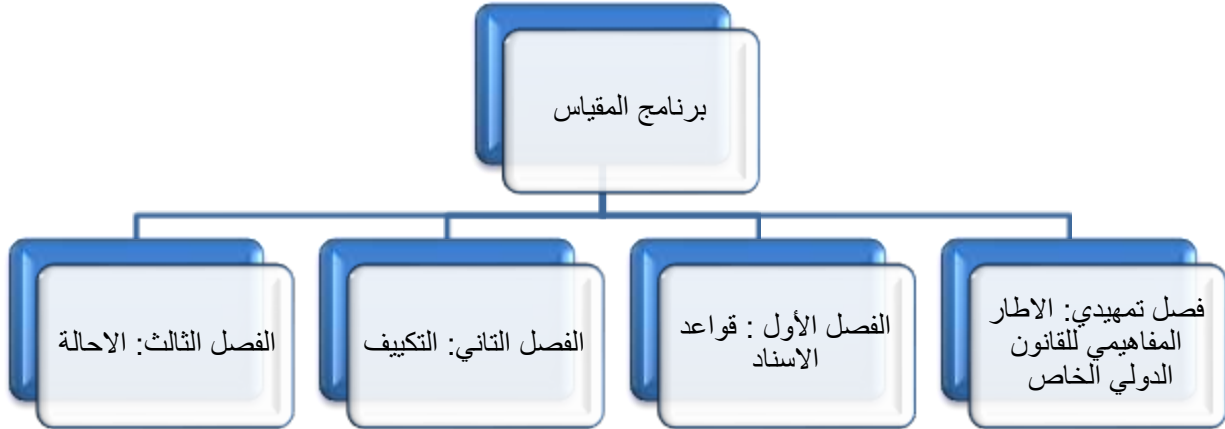 برنامج المقياس
فصل تمهيدي: الاطار
المفاهيمي للقانون
الدولي الخاص
الفصل الأول : قواعد
الاسناد
الفصل التاني: التكييف
الفصل الثالث: الاحالة